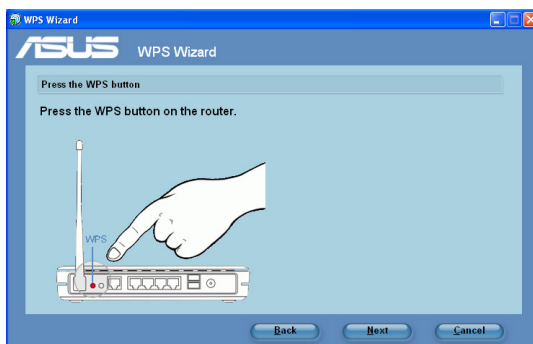 WPS Wizard
ASUS WPS Wizard
Press the WPS button
Press the WPS button on the router.
WPS
Back Next Cancel